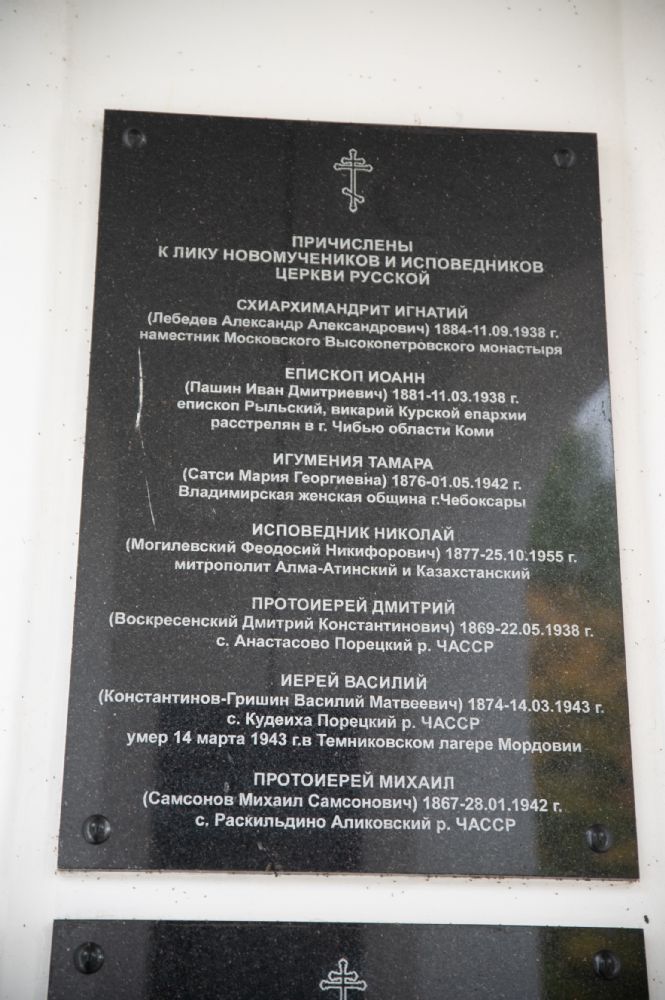 ПРИЧИСЛЕНЫ
К ЛИКУ НОВОМУЧЕНИКОВ И ИСПОВЕДНИКОВ
ЦЕРКВИ РУССКОЙ
СХИАРХИМАНДРИТ ИГНАТИЙ
(Лебедев Александр Александрович) 1884-11.09.1938 г.
наместник Московского Высокопетровского монастыря
ЕПИСКОП ИОАНН
(Пашин Иван Дмитриевич) 1881-11.03.1938 г.
епископ Рыльский, викарий Курской епархии
расстрелян в г. Чибью области Коми
ИГУМЕНИЯ ТАМАРА
(Сатси Мария Георгиевна) 1876-01.05.1942 г.
Владимирская женская община г.Чебоксары
ИСПОВЕДНИК НИКОЛАЙ
(Могилевский Феодосий Никифорович) 1877-25.10.1955 г.
митрополит Алма-Атинский и Казахстанский
ПРОТОИЕРЕЙ ДМИТРИЙ
(Воскресенский Дмитрий Константинович) 1869-22.05.1938 г.
с. Анастасово Порецкий р. ЧАССР
ИЕРЕЙ ВАСИЛИЙ
(Константинов-Гришин Василий Матвеевич) 1874-14.03.1943 г.
с. Кудеиха Порецкий р. ЧАССР
умер 14 марта 1943 г.в Темниковском лагере Мордовии
ПРОТОИЕРЕЙ МИХАИЛ
(Самсонов Михаил Самсонович) 1867-28.01.1942 г.
с. Раскильдино Аликовский р. ЧАССР